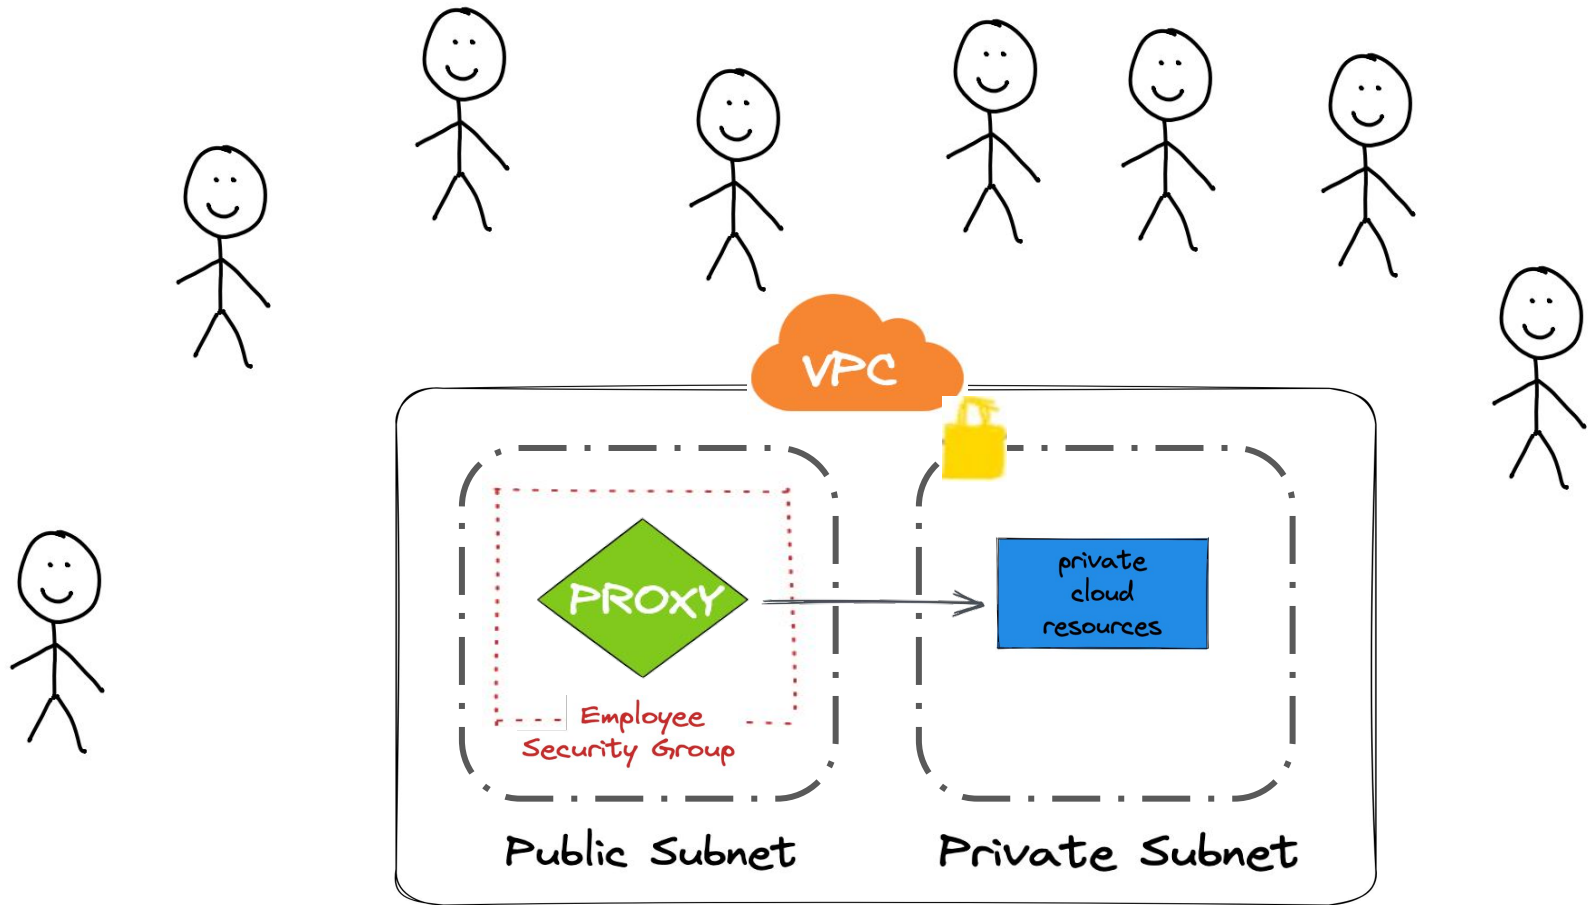 VPC
PROXY
private
cloud
resources
Employee
Security Group
Public Subnet
Private Subnet